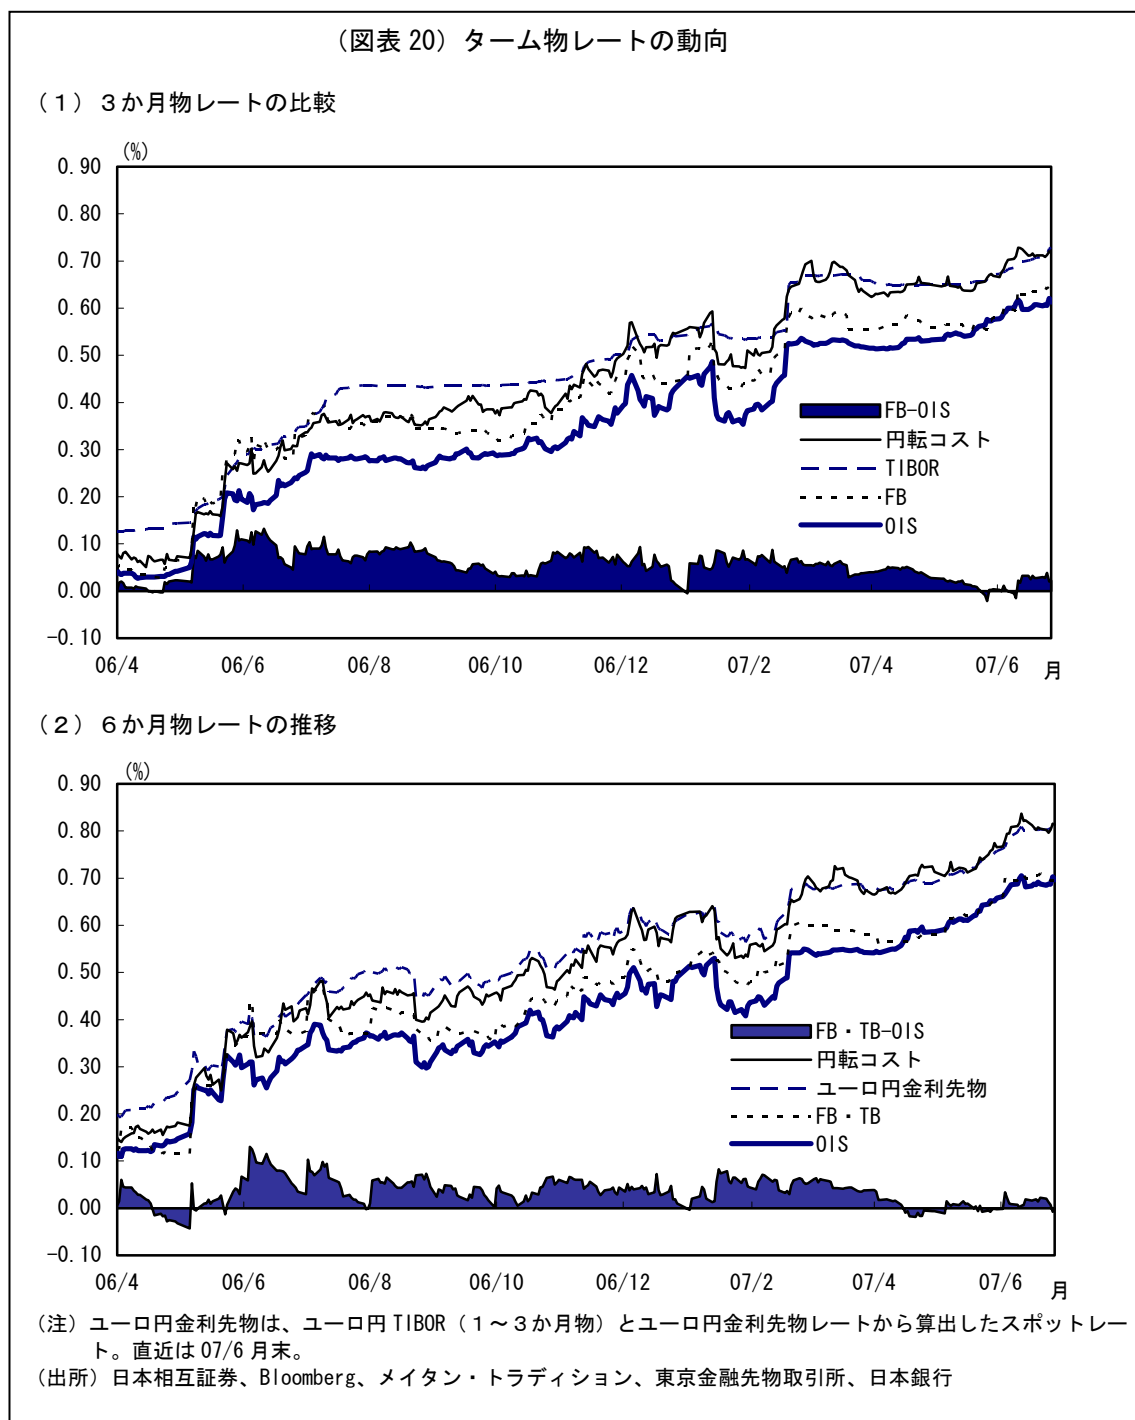 （図表 20）ターム物レートの動向
（１）３か月物レートの比較
(%)
0.90
0.80
0.70
0.60
0.50
0.40
0.30
0.20
0.10
0.00
-0.10
FB-OIS
円転コスト
TIBOR
FB
OIS
06/4 06/6 06/8 06/10 06/12 07/2 07/4 07/6 月
（２）６か月物レートの推移
(%)
0.90
0.80
0.70
0.60
0.50
0.40
0.30
0.20
0.10
0.00
-0.10
FB・TB-OIS
円転コスト
ユーロ円金利先物
FB・TB
OIS
06/4 06/6 06/8 06/10 06/12 07/2 07/4 07/6 月
（注）ユーロ円金利先物は、ユーロ円 TIBOR（１～３か月物）とユーロ円金利先物レートから算出したスポットレー
ト。直近は 07/6 月末。
（出所）日本相互証券、Bloomberg、メイタン・トラディション、東京金融先物取引所、日本銀行